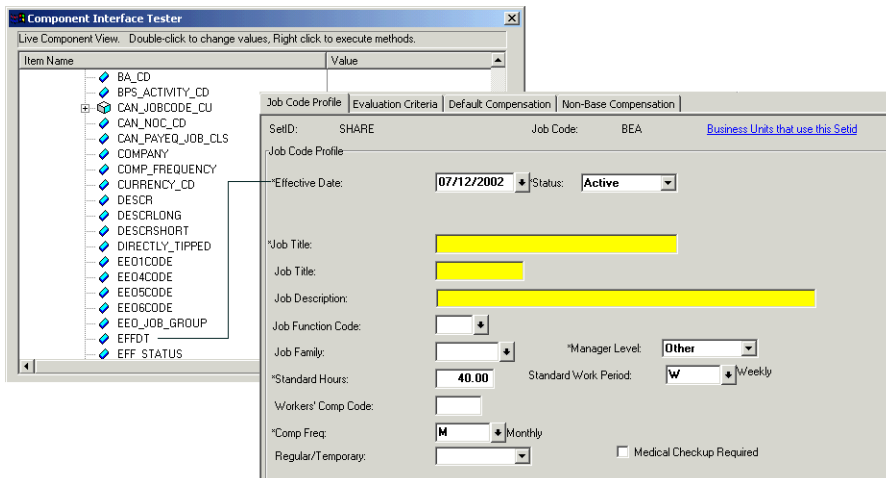 Component Interface Tester
Live Component View. Double-click to change values, Right click to execute methods.
Item Name Value
BA_CD
BPS_ACTIVITY_CD
CAN_JOBCODE_CU
CAN_NOC_CD
CAN_PAYEQ_JOB_CLS
COMPANY
COMP_FREQUENCY
CURRENCY_CD
DESCR
DESCRLONG
DESCRSHORT
DIRECTLY_TIPPED
EEO1CODE
EEO4CODE
EEO5CODE
EEO6CODE
EEO_JOB_GROUP
EFFDT
EFF_STATUS
Job Code Profile Evaluation Criteria Default Compensation Non-Base Compensation
SetID: SHARE Job Code: BEA Business Units that use this Setid
Job Code Profile
*Effective Date: 07/12/2002 *Status: Active
*Job Title:
Job Title:
Job Description:
Job Function Code:
Job Family: *Manager Level: Other
*Standard Hours: 40.00 Standard Work Period: W Weekly
Workers' Comp Code:
*Comp Freq: M Monthly
Regular/Temporary: Medical Checkup Required